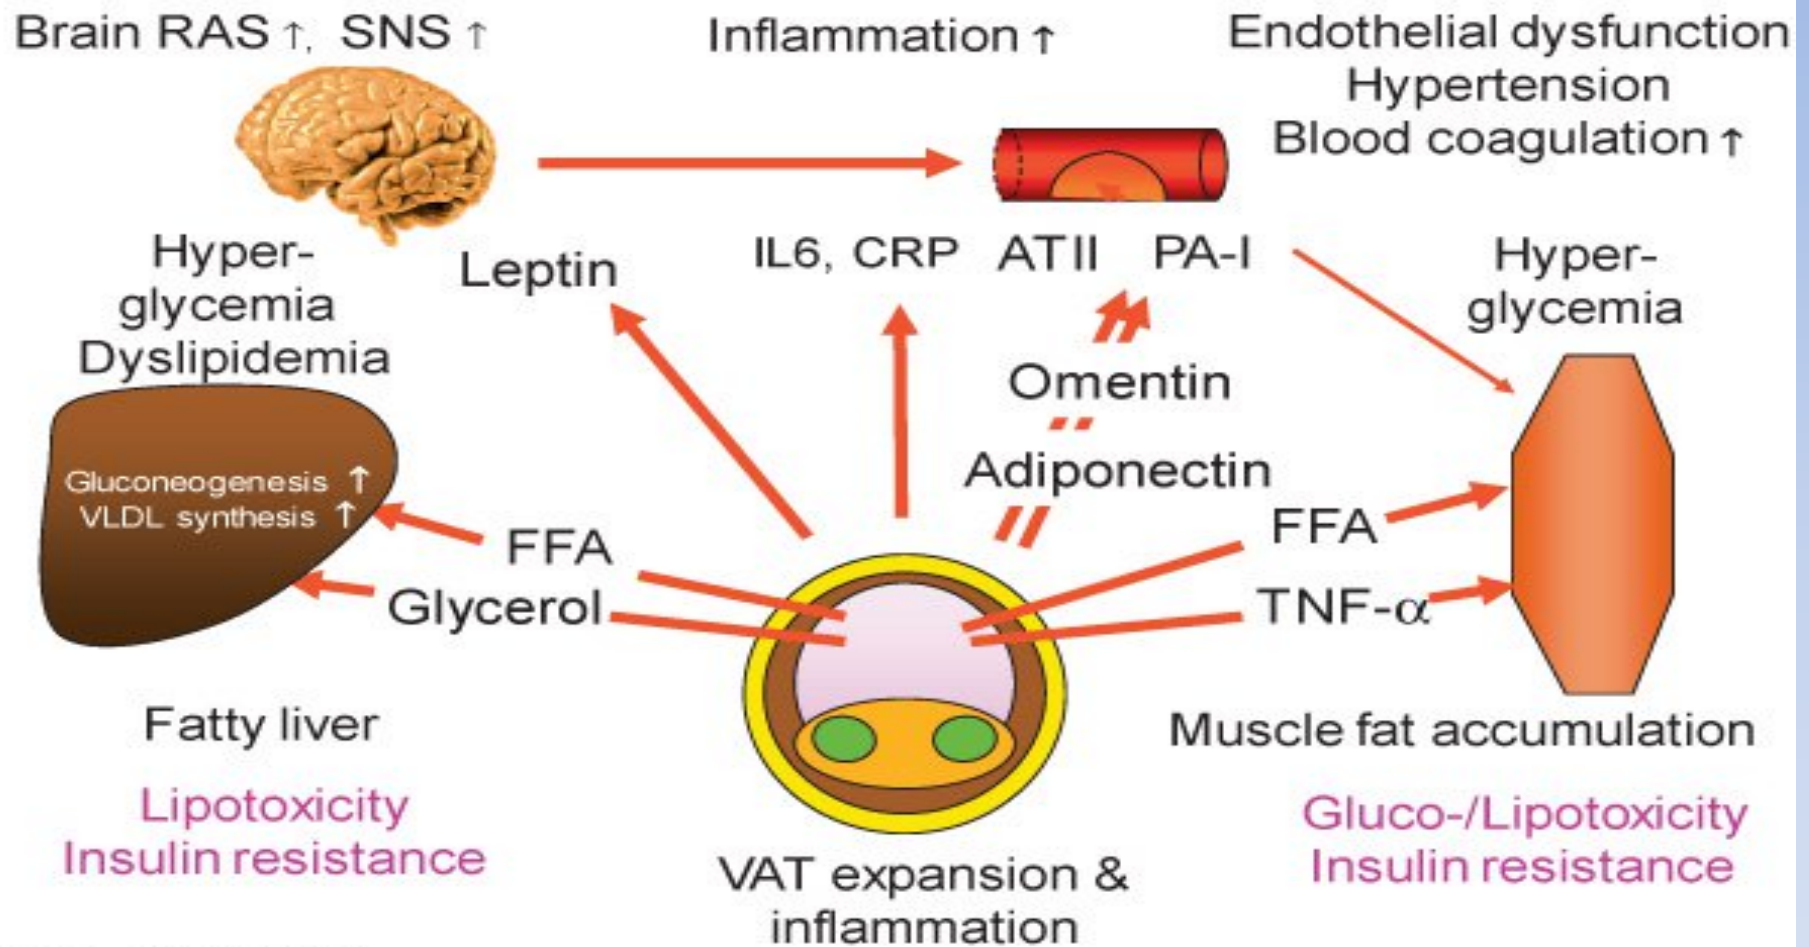 Brain RAS ↑, SNS ↑
Inflammation ↑
Endothelial dysfunction
Hypertension
Blood coagulation ↑
Hyper-
glycemia
Dyslipidemia
Leptin
IL6, CRP
ATII
PA-I
Hyper-
glycemia
Omentin
Adiponectin
Gluconeogenesis ↑
VLDL synthesis ↑
FFA
Glycerol
FFA
TNF-α
Fatty liver
Lipotoxicity
Insulin resistance
VAT expansion &
inflammation
Muscle fat accumulation
Gluco-/Lipotoxicity
Insulin resistance